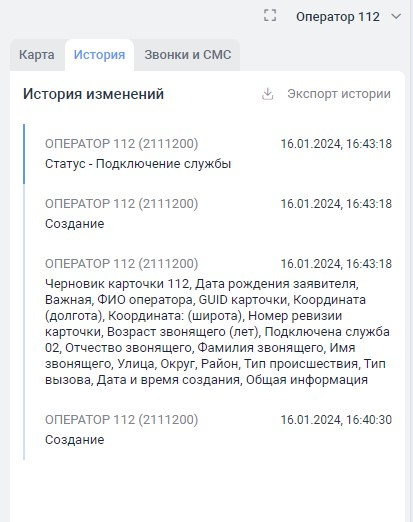 Оператор 112
Карта История Звонки и СМС
История изменений Экспорт истории
ОПЕРАТОР 112 (2111200) 16.01.2024, 16:43:18
Статус - Подключение службы
ОПЕРАТОР 112 (2111200) 16.01.2024, 16:43:18
Создание
ОПЕРАТОР 112 (2111200) 16.01.2024, 16:43:18
Черновик карточки 112, Дата рождения заявителя,
Важная, ФИО оператора, GUID карточки, Координата
(долгота), Координата: (широта), Номер ревизии
карточки, Возраст звонящего (лет), Подключена служба
02, Отчество звонящего, Фамилия звонящего, Имя
звонящего, Улица, Округ, Район, Тип происшествия, Тип
вызова, Дата и время создания, Общая информация
ОПЕРАТОР 112 (2111200) 16.01.2024, 16:40:30
Создание